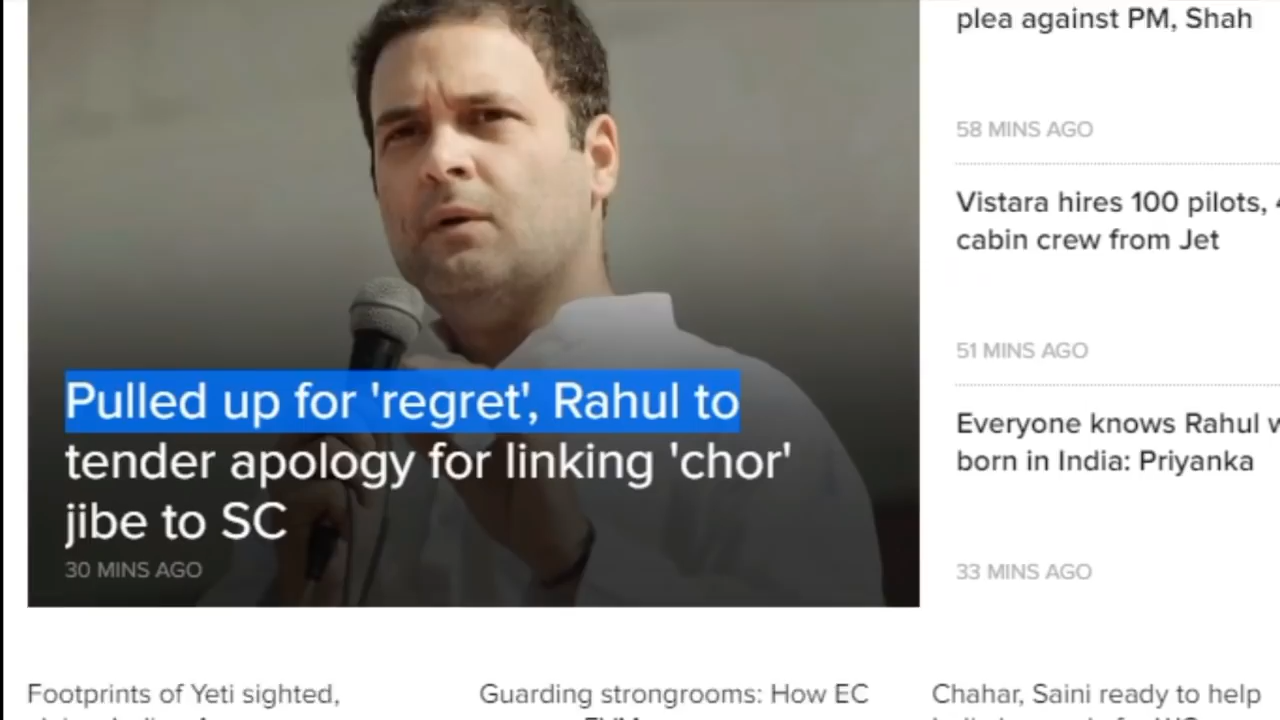 plea against PM, Shah
58 MINS AGO
Vistara hires 100 pilots,
cabin crew from Jet
51 MINS AGO
Everyone knows Rahul
born in India: Priyanka
33 MINS AGO
Pulled up for 'regret', Rahul to
tender apology for linking 'chor'
jibe to SC
30 MINS AGO
Footprints of Yeti sighted,
Guarding strongrooms: How EC
Chahar, Saini ready to help